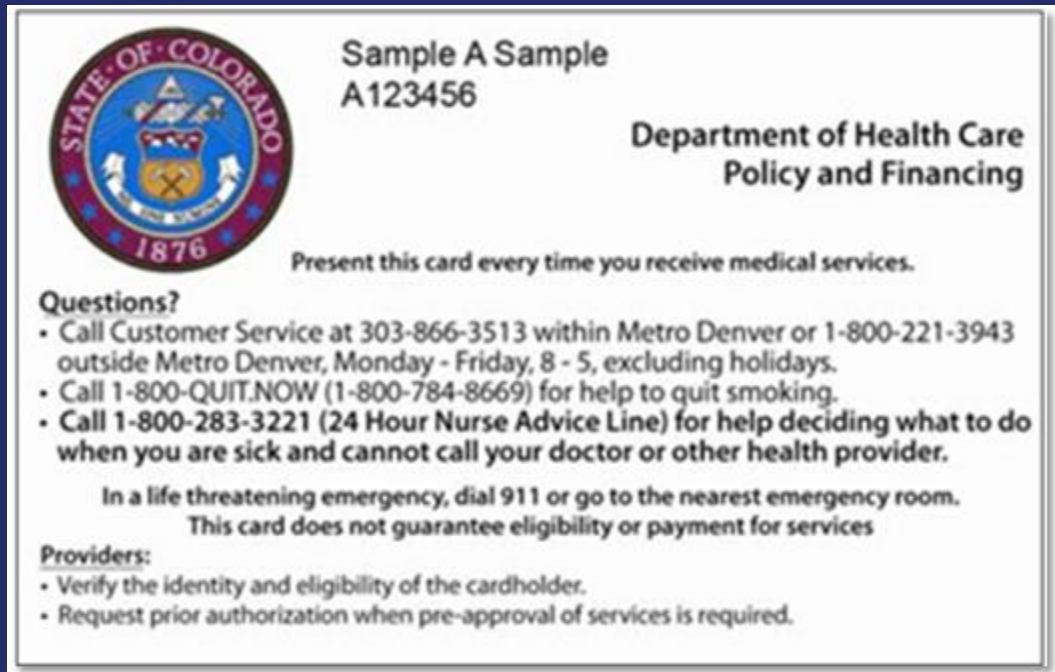 STATE·OF·COLORADO
1876
Sample A Sample
A123456
Department of Health Care
Policy and Financing
Present this card every time you receive medical services.
Questions?
• Call Customer Service at 303-866-3513 within Metro Denver or 1-800-221-3943
outside Metro Denver, Monday - Friday, 8 - 5, excluding holidays.
• Call 1-800-QUIT.NOW (1-800-784-8669) for help to quit smoking.
• Call 1-800-283-3221 (24 Hour Nurse Advice Line) for help deciding what to do
when you are sick and cannot call your doctor or other health provider.
In a life threatening emergency, dial 911 or go to the nearest emergency room.
This card does not guarantee eligibility or payment for services
Providers:
• Verify the identity and eligibility of the cardholder.
• Request prior authorization when pre-approval of services is required.